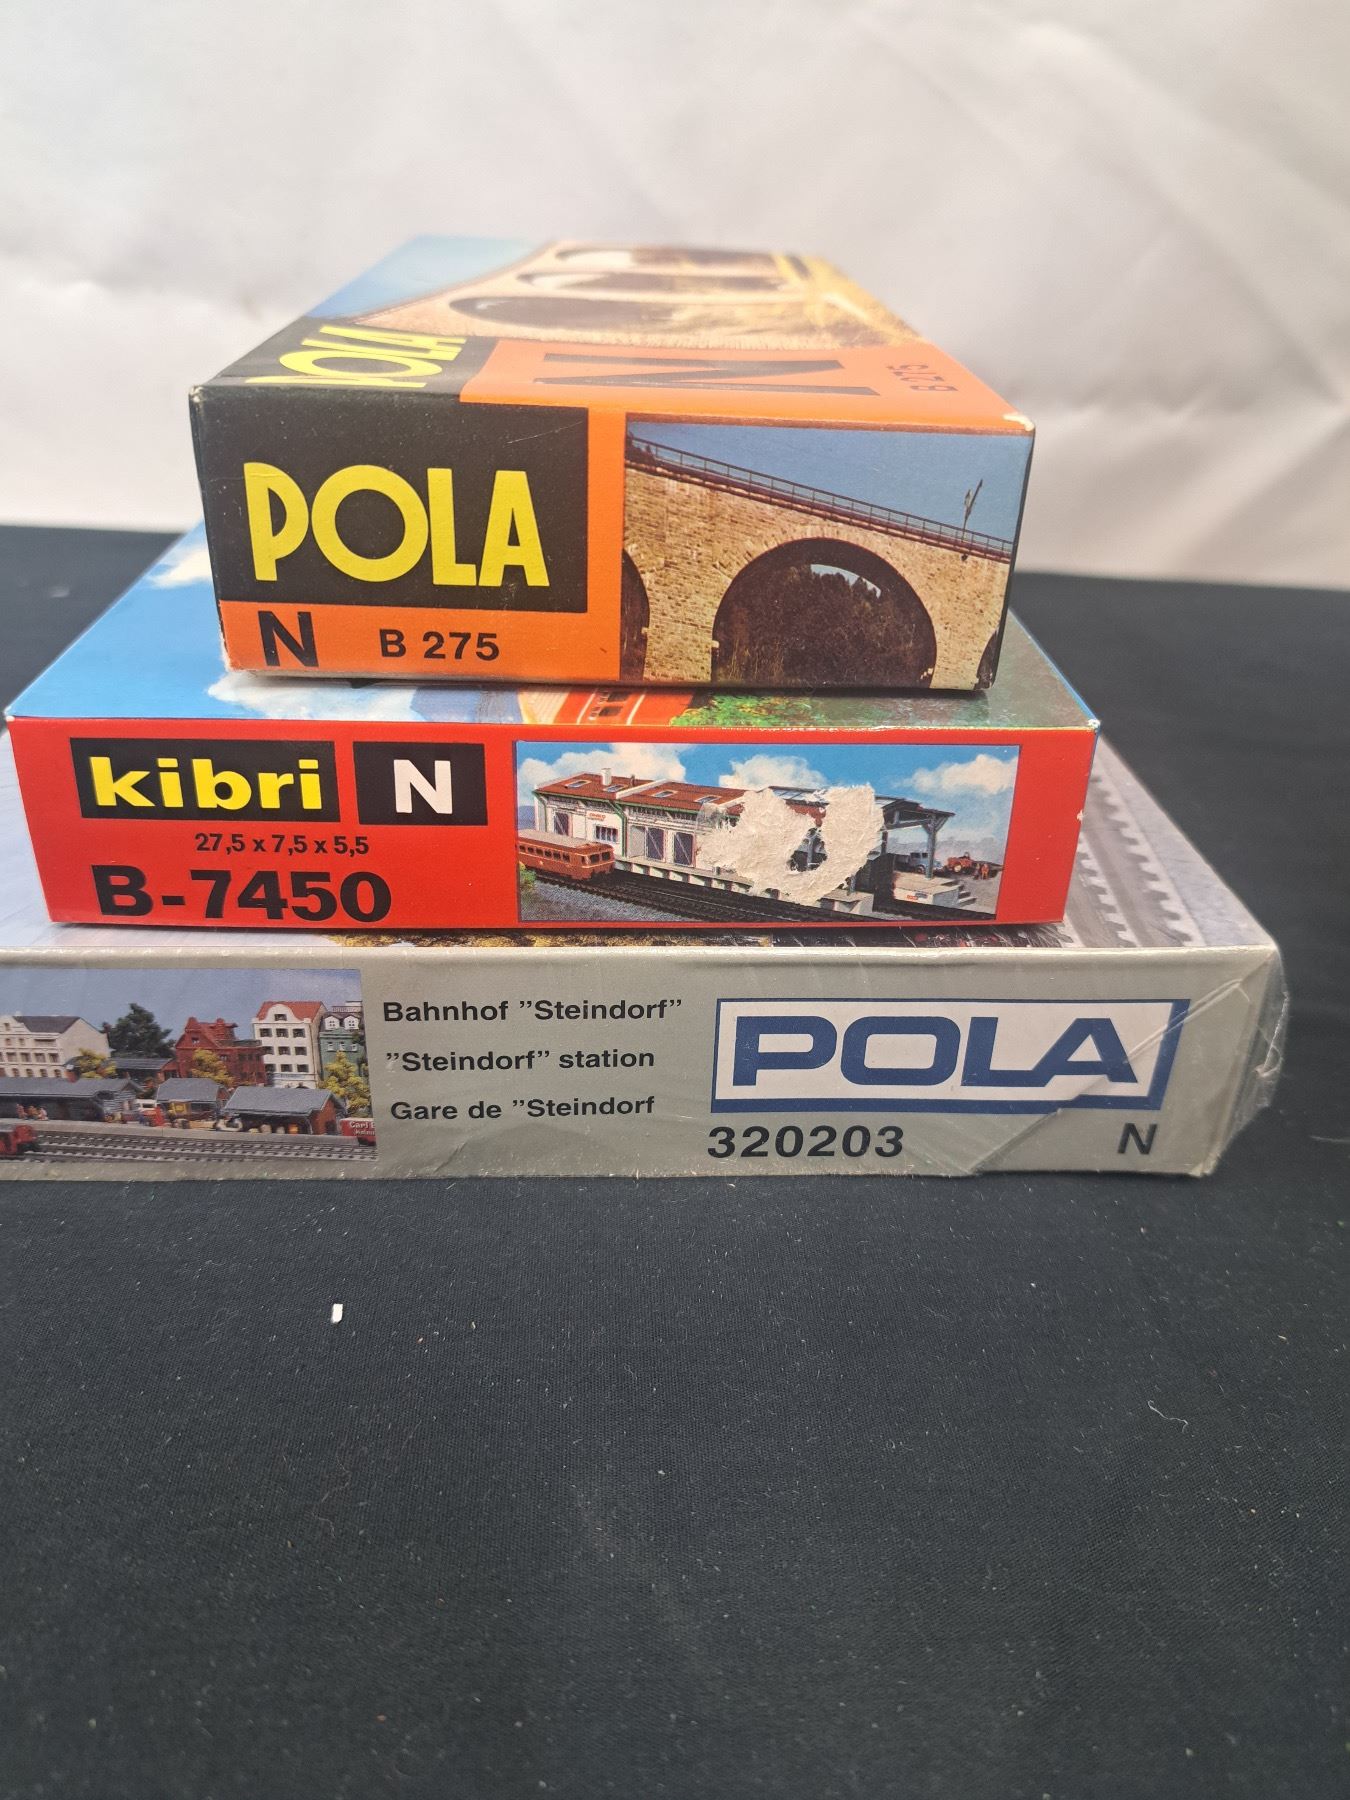 POLA
N
B275
POLA
N B 275
kibri N
27,5 x 7,5 x 5,5
B-7450
Bahnhof ”Steindorf”
”Steindorf” station
Gare de ”Steindorf
POLA
320203 N